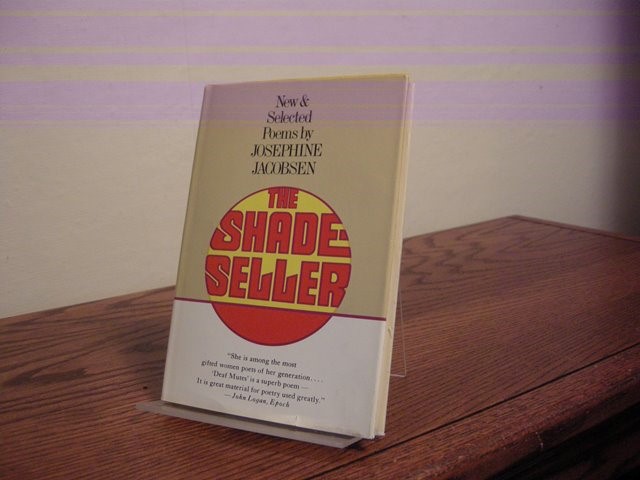 New &
Selected
Poems by
JOSEPHINE
JACOBSEN
THE
SHADE-
SELLER
"She is among the most
gifted women poets of her generation....
'Deaf Mutes' is a superb poem—
It is great material for poetry used greatly."
—John Logan, Epoch